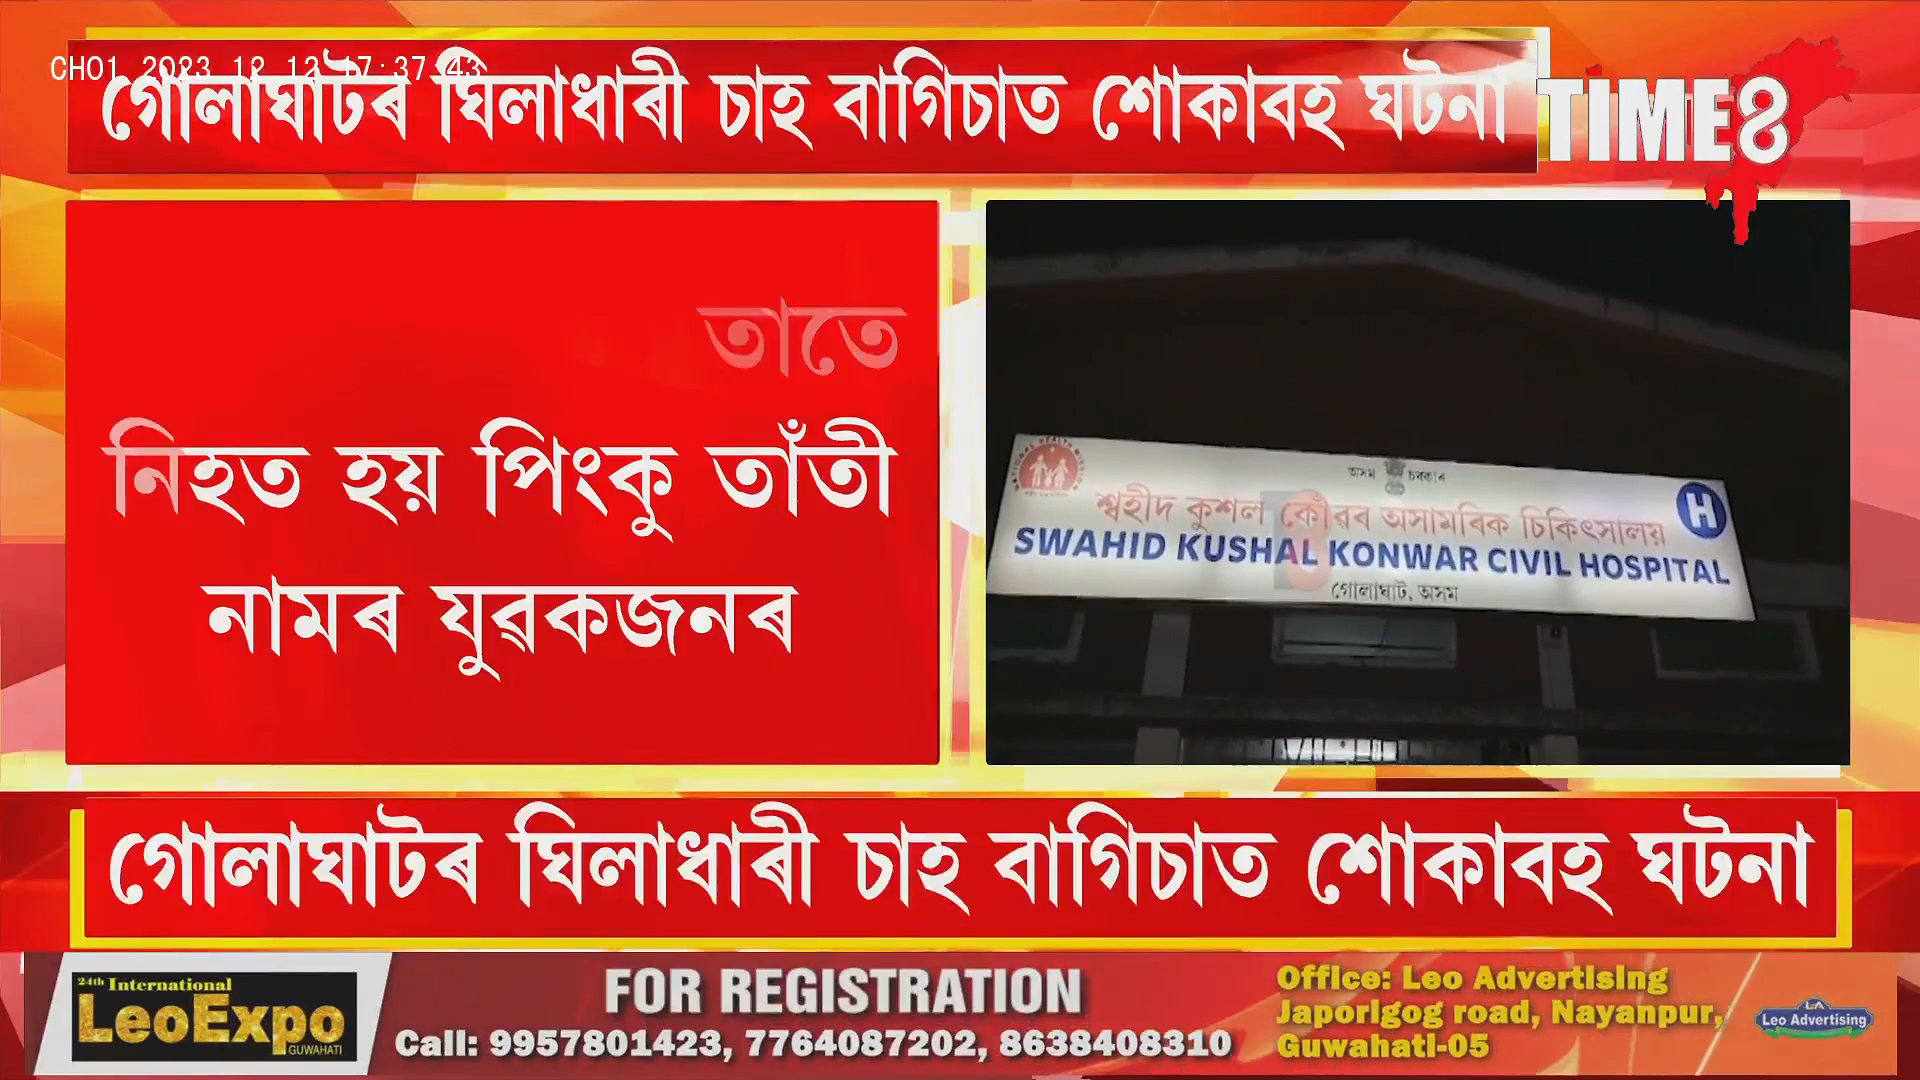 CH01 2023 12 12 17:37:43
গোলাঘাটৰ ঘিলাধাৰী চাহ বাগিচাত শোকাবহ ঘটনা
TIME8
তাতে
নিহত হয় পিংকু তাঁতী
নামৰ যুৱকজনৰ
অসম চৰকাৰ
শ্বহীদ কুশল কোঁৱৰ অসামৰিক চিকিৎসালয়
H
SWAHID KUSHAL KONWAR CIVIL HOSPITAL
গোলাঘাট, অসম
গোলাঘাটৰ ঘিলাধাৰী চাহ বাগিচাত শোকাবহ ঘটনা
24th International
LeoExpo
GUWAHATI
FOR REGISTRATION
Call: 9957801423, 7764087202, 8638408310
Office: Leo Advertising
Japorigog road, Nayanpur,
Guwahati-05
LA
Leo Advertising